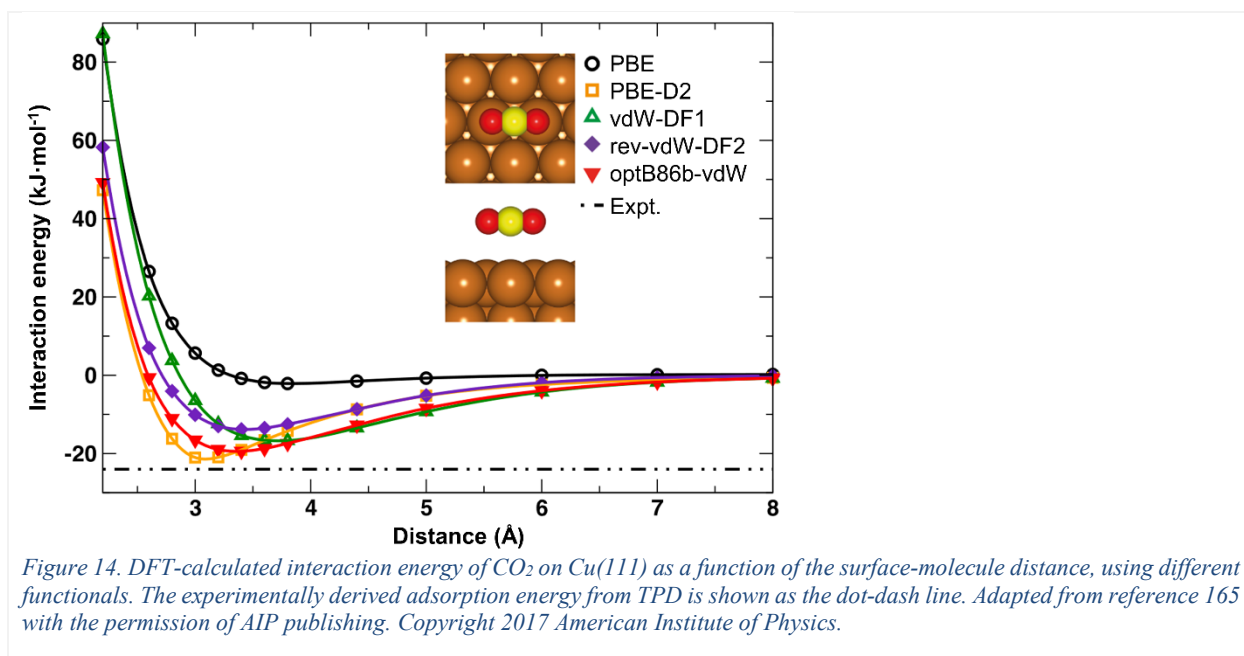 80
60
40
20
0
-20
Interaction energy (kJ·mol⁻¹)
PBE
PBE-D2
vdW-DF1
rev-vdW-DF2
optB86b-vdW
Expt.
3 4 5 6 7 8
Distance (Å)
Figure 14. DFT-calculated interaction energy of CO₂ on Cu(111) as a function of the surface-molecule distance, using different
functionals. The experimentally derived adsorption energy from TPD is shown as the dot-dash line. Adapted from reference 165
with the permission of AIP publishing. Copyright 2017 American Institute of Physics.